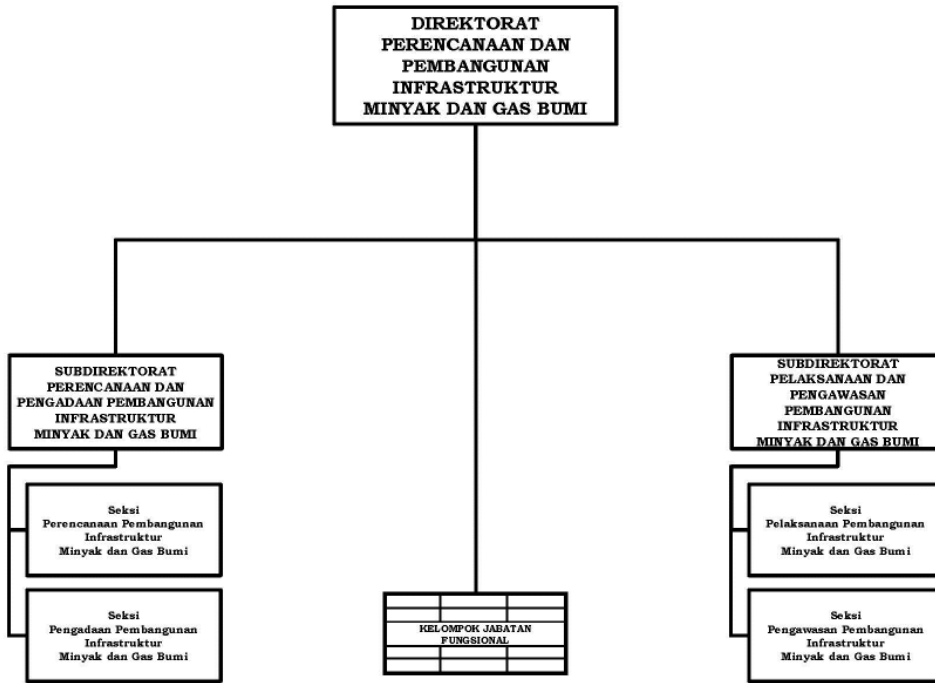 DIREKTORAT
PERENCANAAN DAN
PEMBANGUNAN
INFRASTRUKTUR
MINYAK DAN GAS BUMI
SUBDIREKTORAT
PERENCANAAN DAN
PENGADAAN PEMBANGUNAN
INFRASTRUKTUR
MINYAK DAN GAS BUMI
Seksi
Perencanaan Pembangunan
Infrastruktur
Minyak dan Gas Bumi
Seksi
Pengadaan Pembangunan
Infrastruktur
Minyak dan Gas Bumi
KELOMPOK JABATAN
FUNGSIONAL
SUBDIREKTORAT
PELAKSANAAN DAN
PENGAWASAN
PEMBANGUNAN
INFRASTRUKTUR
MINYAK DAN GAS BUMI
Seksi
Pelaksanaan Pembangunan
Infrastruktur
Minyak dan Gas Bumi
Seksi
Pengawasan Pembangunan
Infrastruktur
Minyak dan Gas Bumi